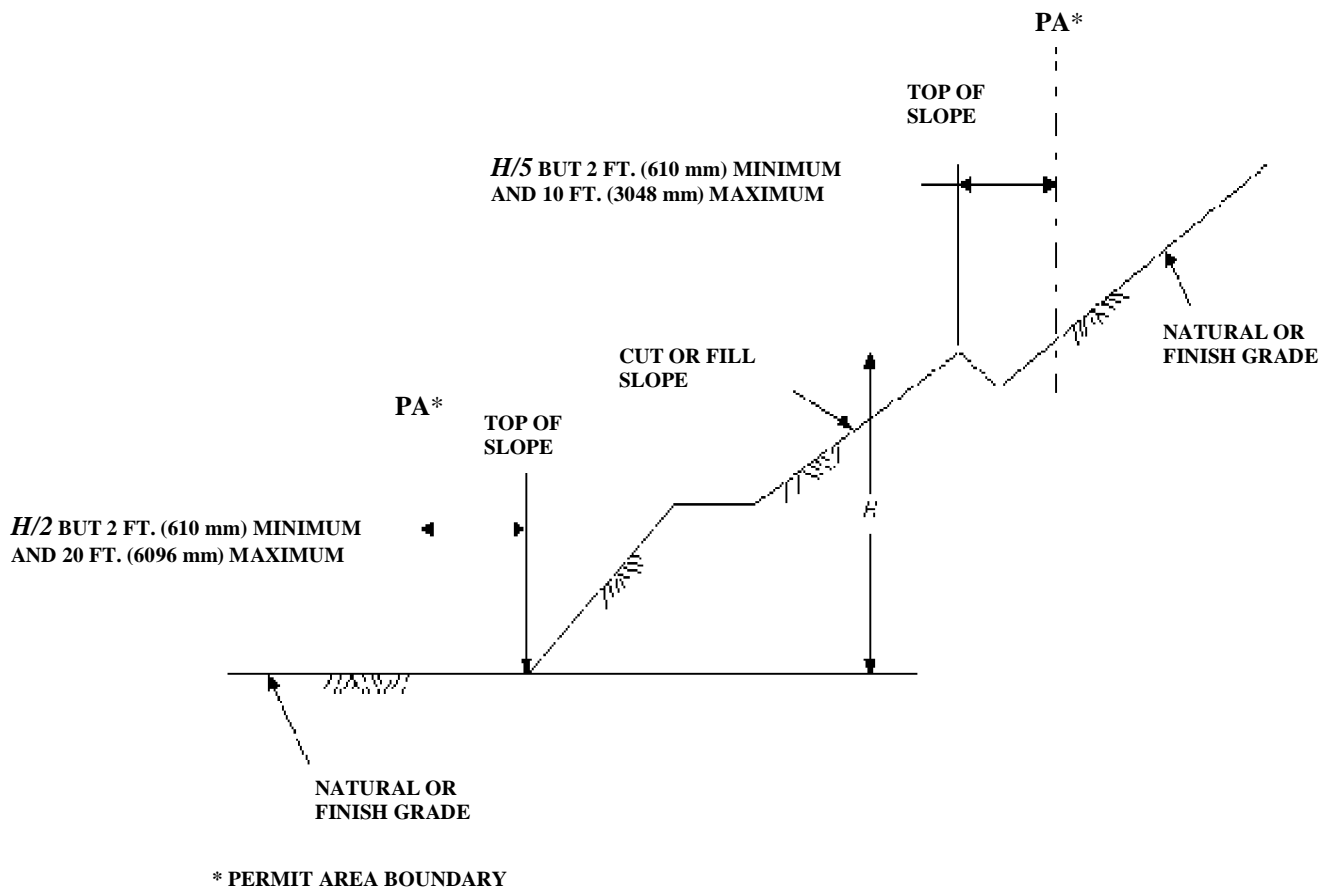 PA*
TOP OF
SLOPE
H/5 BUT 2 FT. (610 mm) MINIMUM
AND 10 FT. (3048 mm) MAXIMUM
NATURAL OR
FINISH GRADE
CUT OR FILL
SLOPE
PA*
TOP OF
SLOPE
H
H/2 BUT 2 FT. (610 mm) MINIMUM
AND 20 FT. (6096 mm) MAXIMUM
NATURAL OR
FINISH GRADE
* PERMIT AREA BOUNDARY